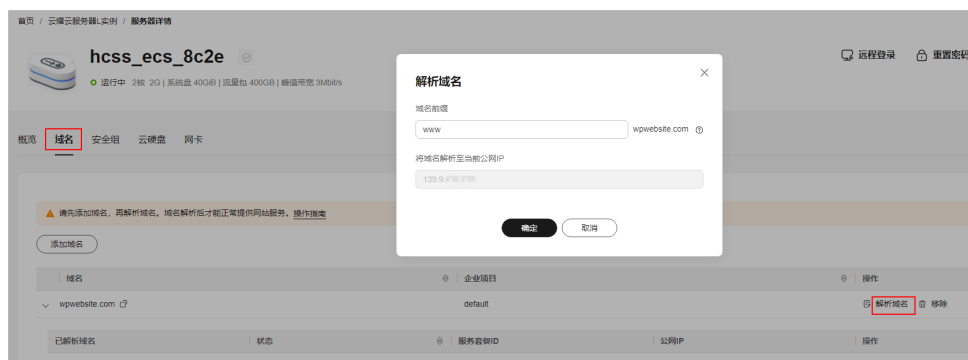 首页 / 云耀云服务器L实例 / 服务器详情
hcss_ecs_8c2e
运行中 2核 2G | 系统盘 40GiB | 流量包 400GB | 峰值带宽 3Mbit/s
远程登录 重置密码
概览 域名 安全组 云硬盘 网卡
解析域名
域名前缀
www wpwebsite.com
将域名解析至当前公网IP
139.9.
确定 取消
请先添加域名，再解析域名。域名解析后才能正常提供网站服务。操作指南
添加域名
域名 企业项目 操作
wpwebsite.com default 解析域名 移除
已解析域名 状态 服务套餐ID 公网IP 操作